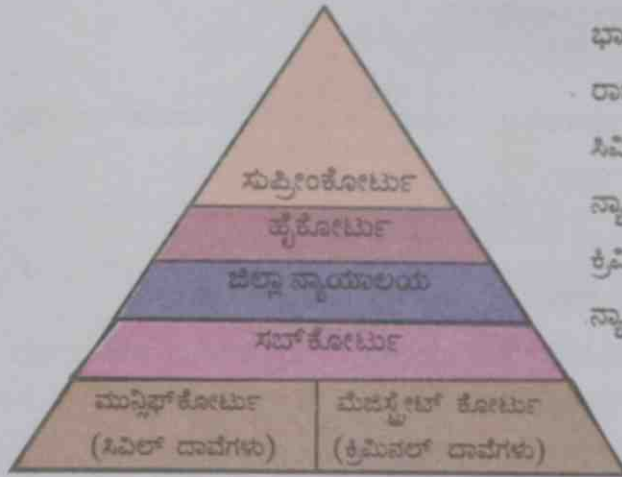 ಸುಪ್ರೀಂಕೋರ್ಟು
ಹೈಕೋರ್ಟು
ಜಿಲ್ಲಾ ನ್ಯಾಯಾಲಯ
ಸಬ್‌ಕೋರ್ಟು
ಮುನ್ಸಿಫ್‌ಕೋರ್ಟು
(ಸಿವಿಲ್ ದಾವೆಗಳು)
ಮೆಜಿಸ್ಟ್ರೇಟ್ ಕೋರ್ಟು
(ಕ್ರಿಮಿನಲ್ ದಾವೆಗಳು)